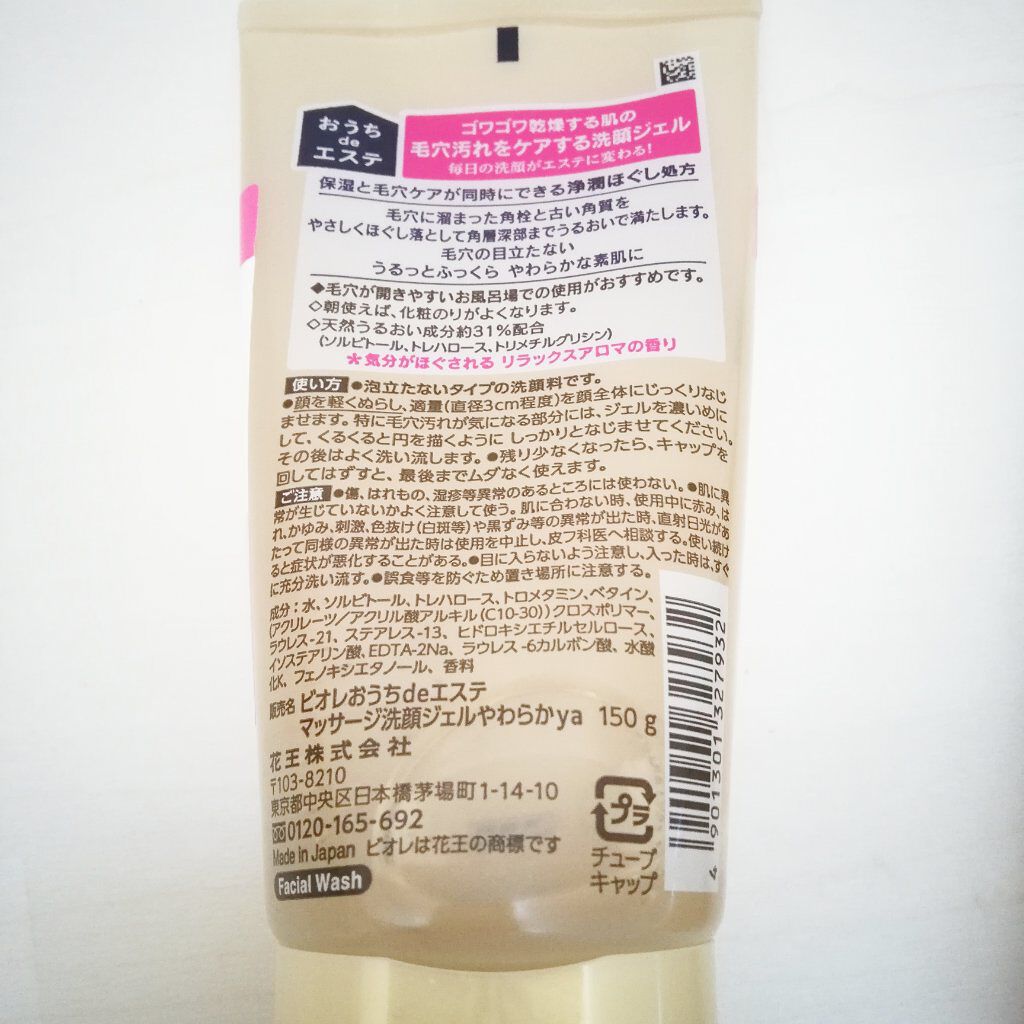 おうち
de
エステ
ゴワゴワ乾燥する肌の
毛穴汚れをケアする洗顔ジェル
毎日の洗顔がエステに変わる!
保湿と毛穴ケアが同時にできる浄潤ほぐし処方
毛穴に溜まった角栓と古い角質を
やさしくほぐし落として角層深部までうるおいで満たします。
毛穴の目立たない
うるっとふっくら やわらかな素肌に
◆毛穴が開きやすいお風呂場での使用がおすすめです。
◇朝使えば、化粧のりがよくなります。
◇天然うるおい成分約31%配合
(ソルビトール、トレハロース、トリメチルグリシン)
*気分がほぐされる リラックスアロマの香り
使い方 ●泡立たないタイプの洗顔料です。
●顔を軽くぬらし、適量(直径3cm程度)を顔全体にじっくりなじ
ませます。特に毛穴汚れが気になる部分には、ジェルを濃いめに
して、くるくると円を描くように しっかりとなじませてください。
その後はよく洗い流します。●残り少なくなったら、キャップを
回してはずすと、最後までムダなく使えます。
ご注意 ●傷、はれもの、湿疹等異常のあるところには使わない。●肌に異
常が生じていないかよく注意して使う。肌に合わない時、使用中に赤み、は
れ、かゆみ、刺激、色抜け(白斑等)や黒ずみ等の異常が出た時、直射日光があ
たって同様の異常が出た時は使用を中止し、皮フ科医へ相談する。使い続け
ると症状が悪化することがある。●目に入らないよう注意し、入った時は、すぐ
に充分洗い流す。●誤食等を防ぐため置き場所に注意する。
成分:水、ソルビトール、トレハロース、トロメタミン、ベタイン、
(アクリレーツ/アクリル酸アルキル(C10-30))クロスポリマー、
ラウレス-21、ステアレス-13、ヒドロキシエチルセルロース、
イソステアリン酸、EDTA-2Na、ラウレス-6カルボン酸、水酸
化K、フェノキシエタノール、香料
販売名 ビオレおうちdeエステ
マッサージ洗顔ジェルやわらかya 150g
花王株式会社
〒103-8210
東京都中央区日本橋茅場町1-14-10
0120-165-692
Made in Japan ビオレは花王の商標です
Facial Wash
プラ
チューブ
キャップ
4 901301 327932